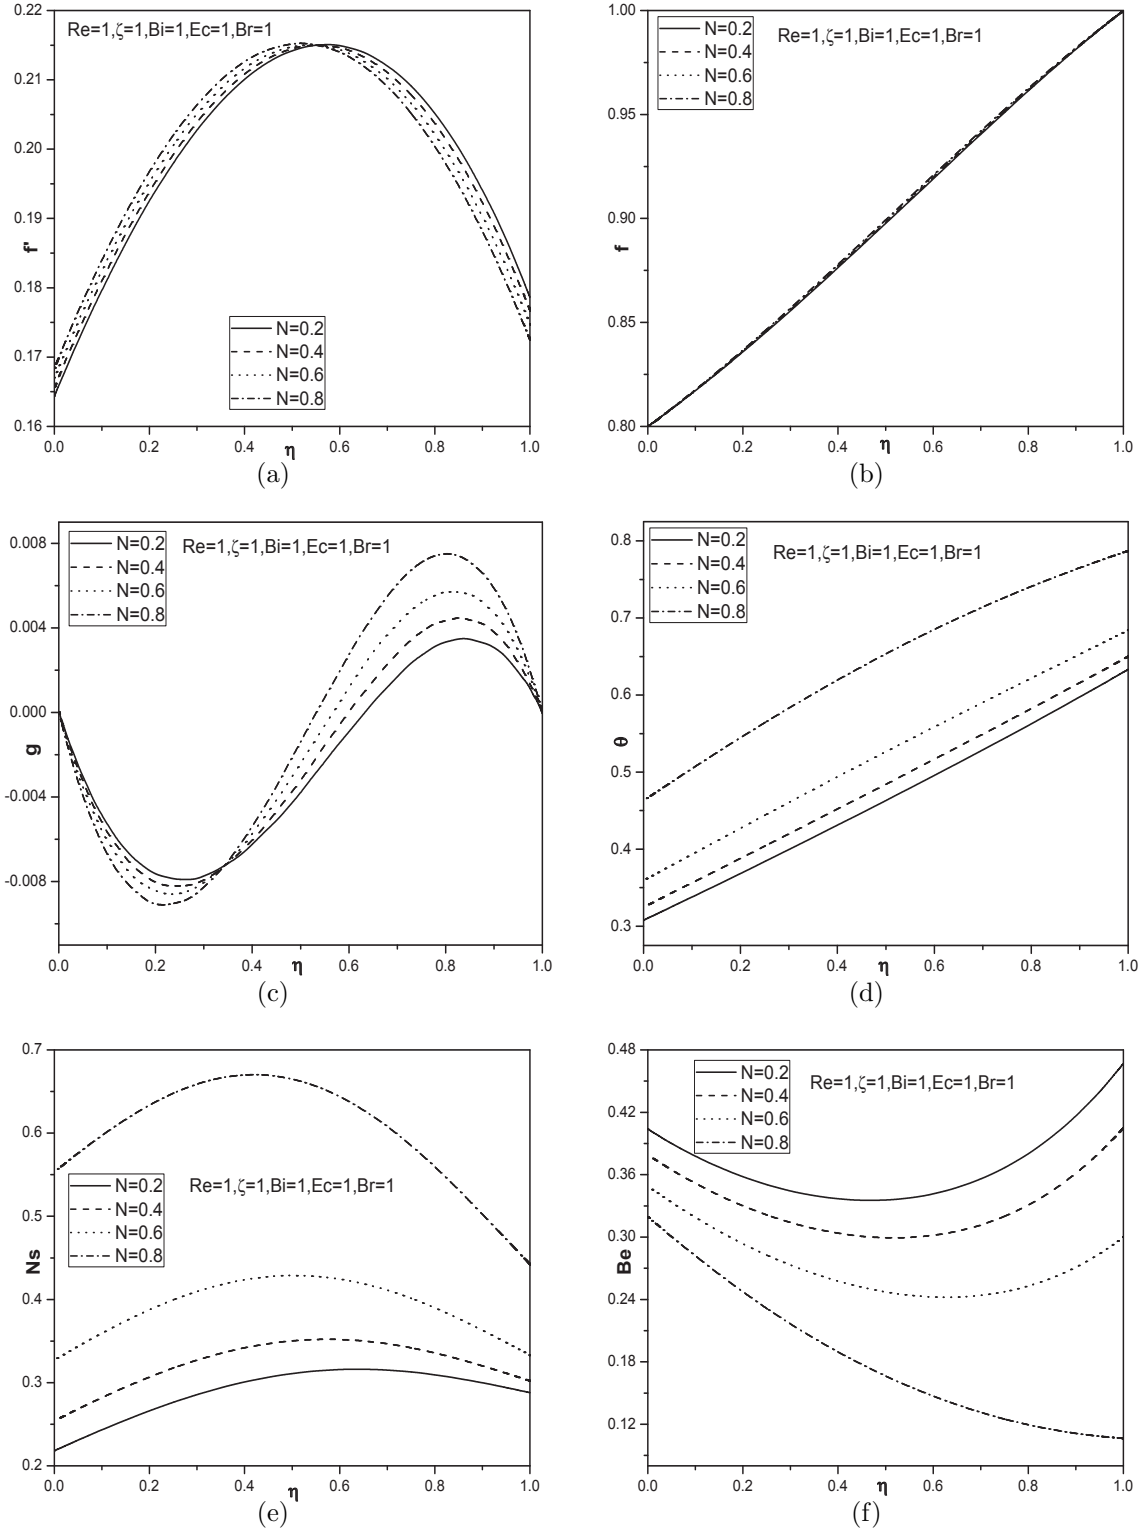 0.22
0.21
0.20
0.19
0.18
0.17
0.16
f'
Re=1,ζ=1,Bi=1,Ec=1,Br=1
N=0.2
N=0.4
N=0.6
N=0.8
0.0 0.2 0.4 0.6 0.8 1.0
η
(a)
1.00
0.95
0.90
0.85
0.80
f
N=0.2
N=0.4
N=0.6
N=0.8
Re=1,ζ=1,Bi=1,Ec=1,Br=1
0.0 0.2 0.4 0.6 0.8 1.0
η
(b)
0.008
0.004
0.000
-0.004
-0.008
g
N=0.2
N=0.4
N=0.6
N=0.8
Re=1,ζ=1,Bi=1,Ec=1,Br=1
0.0 0.2 0.4 0.6 0.8 1.0
η
(c)
0.8
0.7
0.6
0.5
0.4
0.3
θ
N=0.2
N=0.4
N=0.6
N=0.8
Re=1,ζ=1,Bi=1,Ec=1,Br=1
0.0 0.2 0.4 0.6 0.8 1.0
η
(d)
0.7
0.6
0.5
0.4
0.3
0.2
Ns
N=0.2
N=0.4
N=0.6
N=0.8
Re=1,ζ=1,Bi=1,Ec=1,Br=1
0.0 0.2 0.4 0.6 0.8 1.0
η
(e)
0.48
0.42
0.36
0.30
0.24
0.18
0.12
Be
N=0.2
N=0.4
N=0.6
N=0.8
Re=1,ζ=1,Bi=1,Ec=1,Br=1
0.0 0.2 0.4 0.6 0.8 1.0
η
(f)